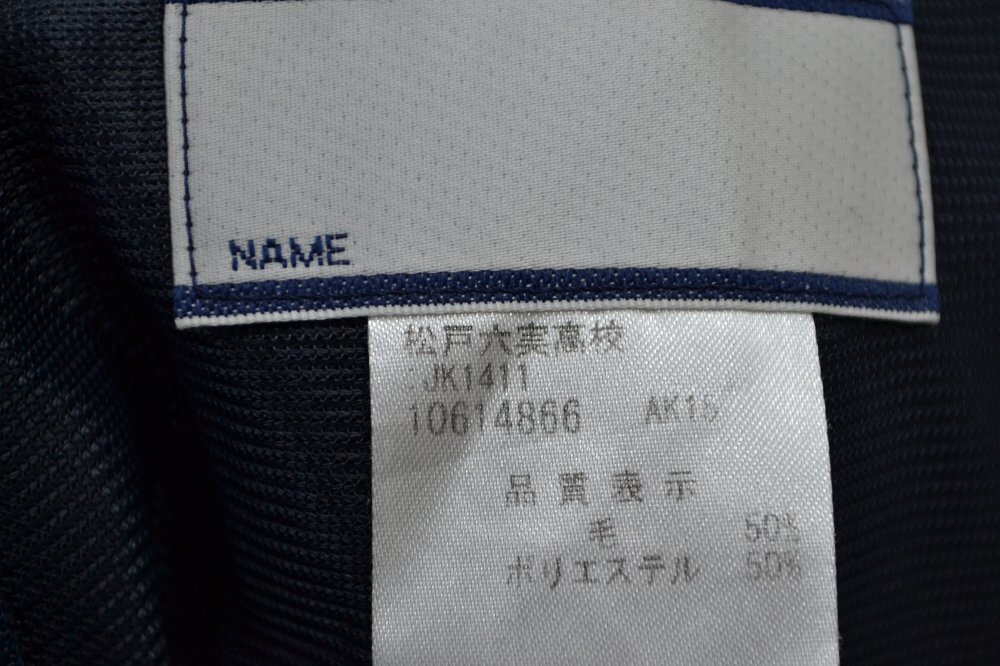 NAME
松戸六実高校
:JK1411
10614866 AK15
品質表示
毛 50%
ポリエステル 50%